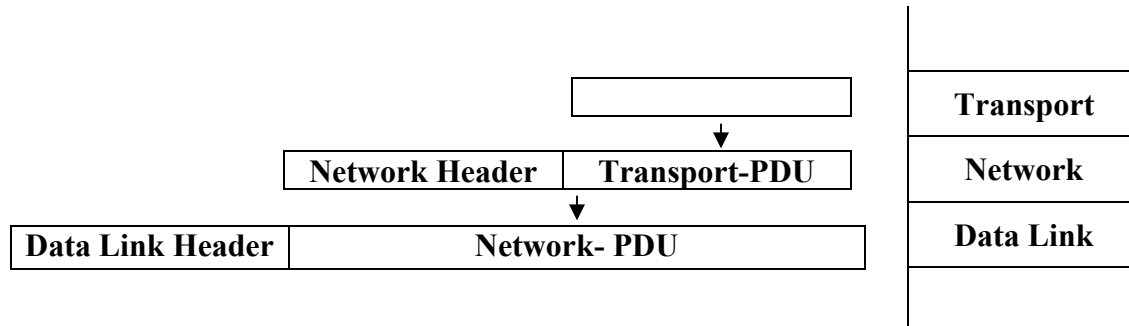 Transport
Network Header Transport-PDU Network
Data Link Header Network- PDU Data Link